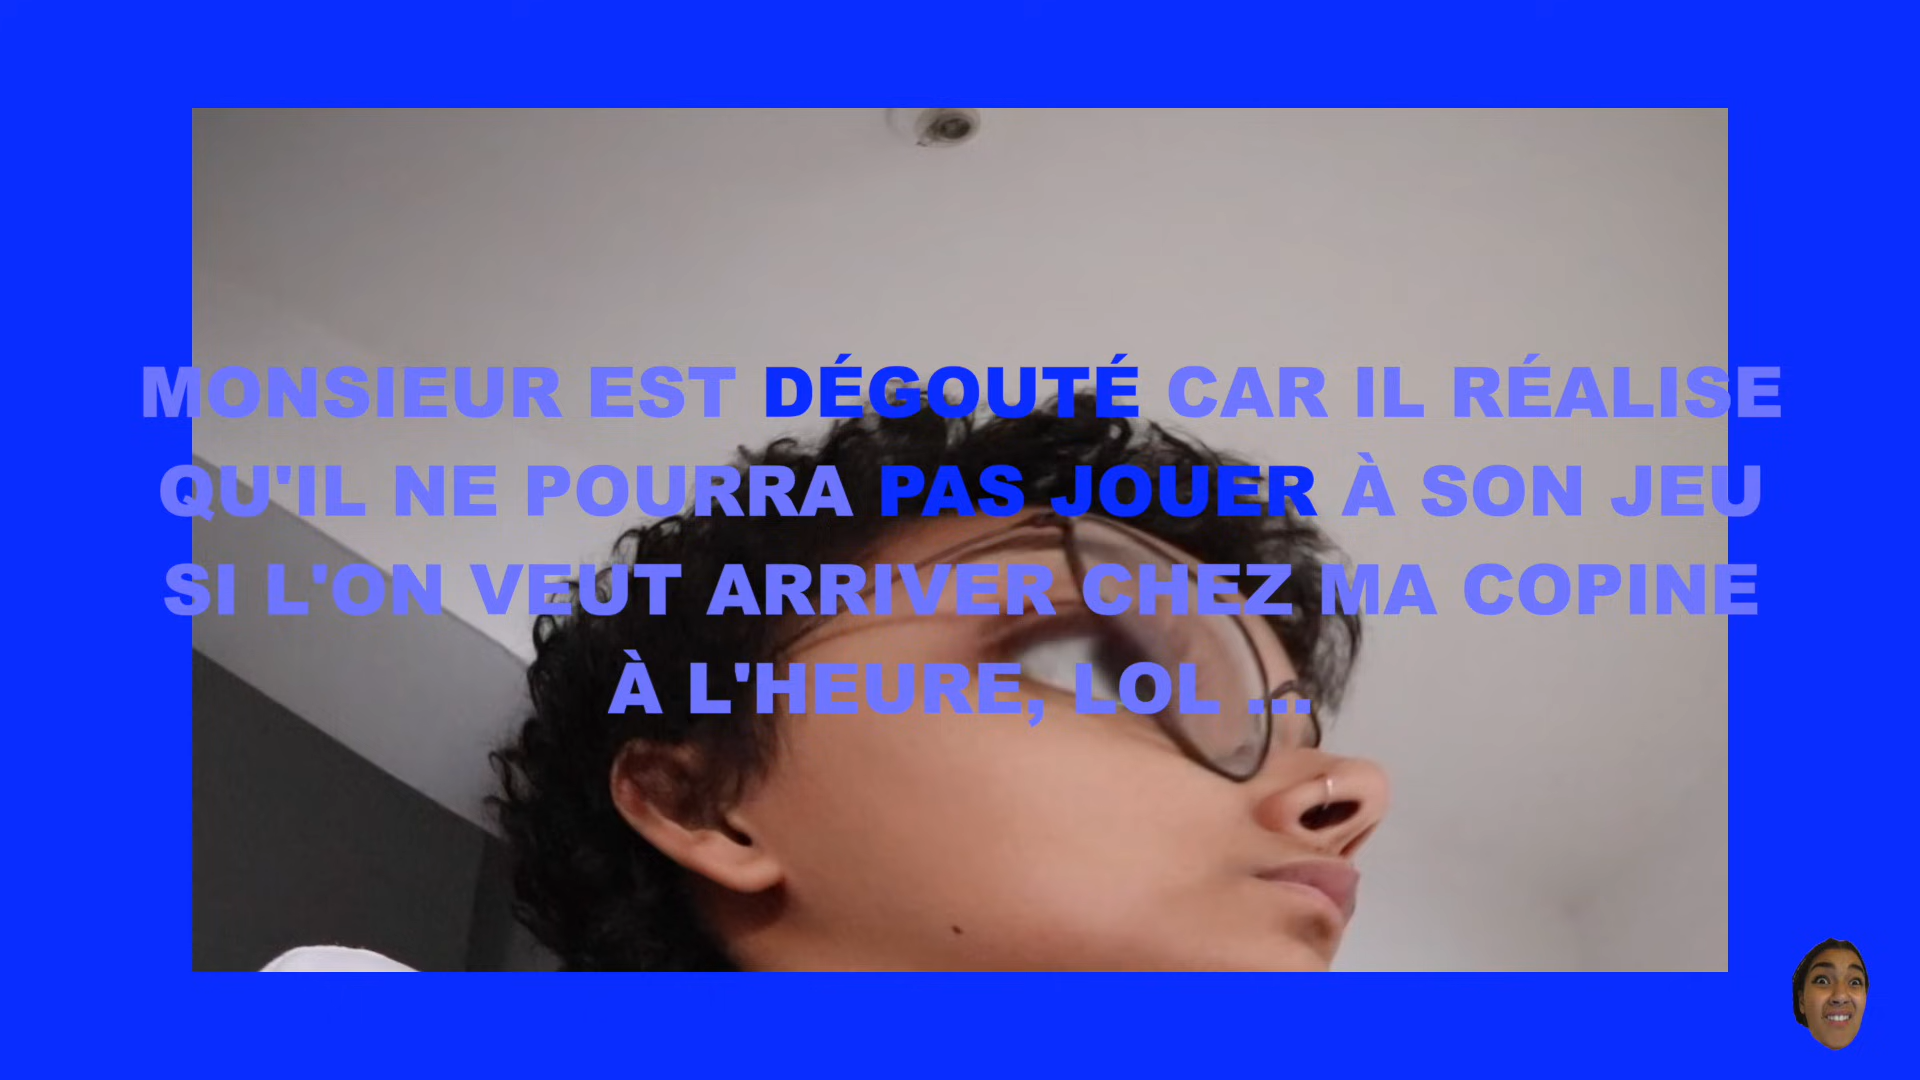 MONSIEUR EST DÉGOUTÉ CAR IL RÉALISE
QU'IL NE POURRA PAS JOUER À SON JEU
SI L'ON VEUT ARRIVER CHEZ MA COPINE
À L'HEURE, LOL ...